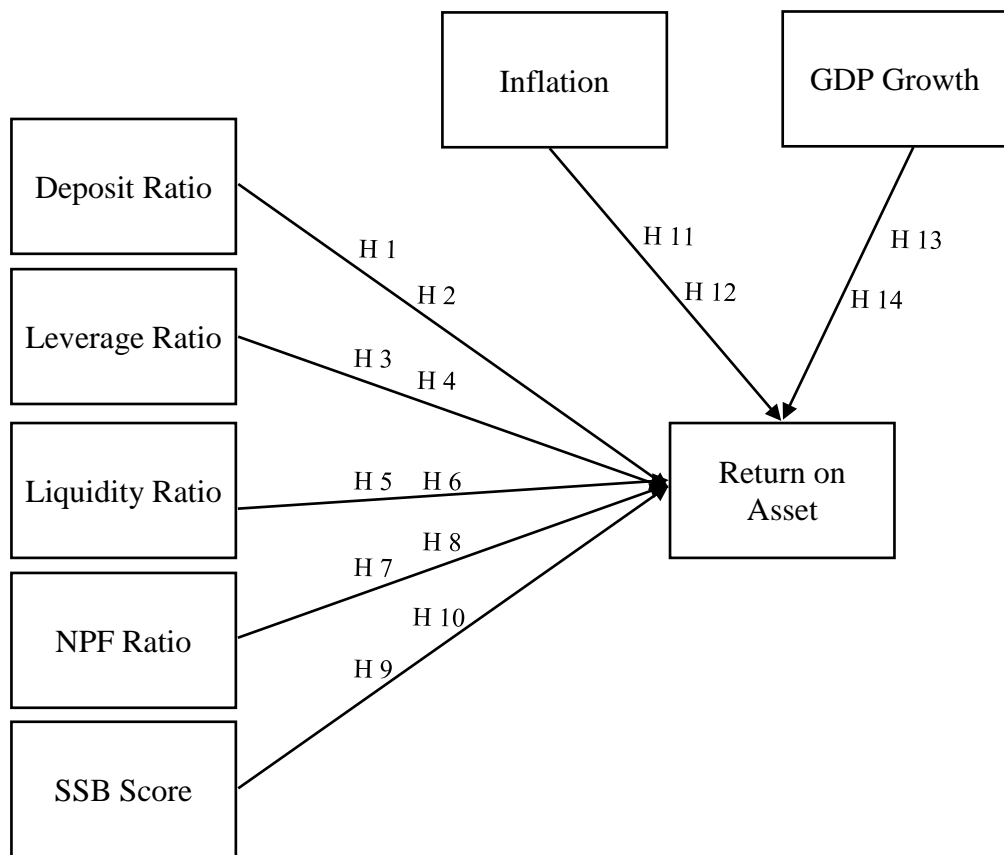 Inflation
GDP Growth
Deposit Ratio
H 1
H 2
H 11
H 12
H 13
H 14
Leverage Ratio
H 3
H 4
Liquidity Ratio
H 5
H 6
Return on
Asset
NPF Ratio
H 7
H 8
H 9
H 10
SSB Score